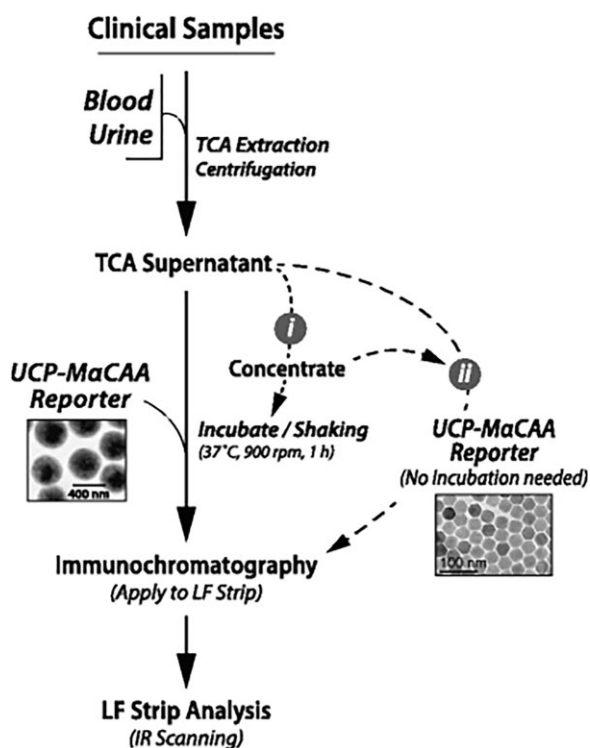 Clinical Samples
Blood
Urine
TCA Extraction
Centrifugation
TCA Supernatant
i
Concentrate
ii
UCP-MaCAA
Reporter
400 nm
Incubate / Shaking
(37˚C, 900 rpm, 1 h)
UCP-MaCAA
Reporter
(No Incubation needed)
100 nm
Immunochromatography
(Apply to LF Strip)
LF Strip Analysis
(IR Scanning)